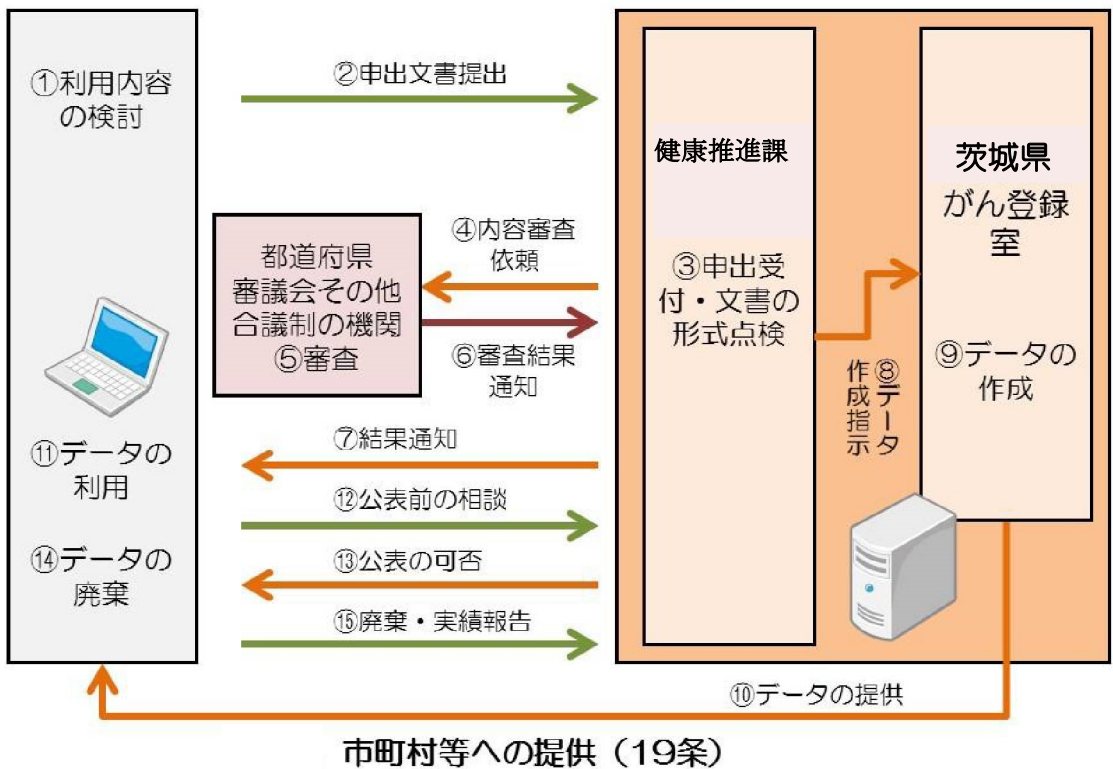 ①利用内容
の検討
②申出文書提出
健康推進課
茨城県
がん登録
室
都道府県
審議会その他
合議制の機関
⑤審査
④内容審査
依頼
③申出受
付・文書の
形式点検
⑥審査結果
通知
⑧データ
作成指示
⑨データの
作成
⑦結果通知
⑪データの
利用
⑫公表前の相談
⑬公表の可否
⑭データの
廃棄
⑮廃棄・実績報告
⑩データの提供
市町村等への提供（19条）